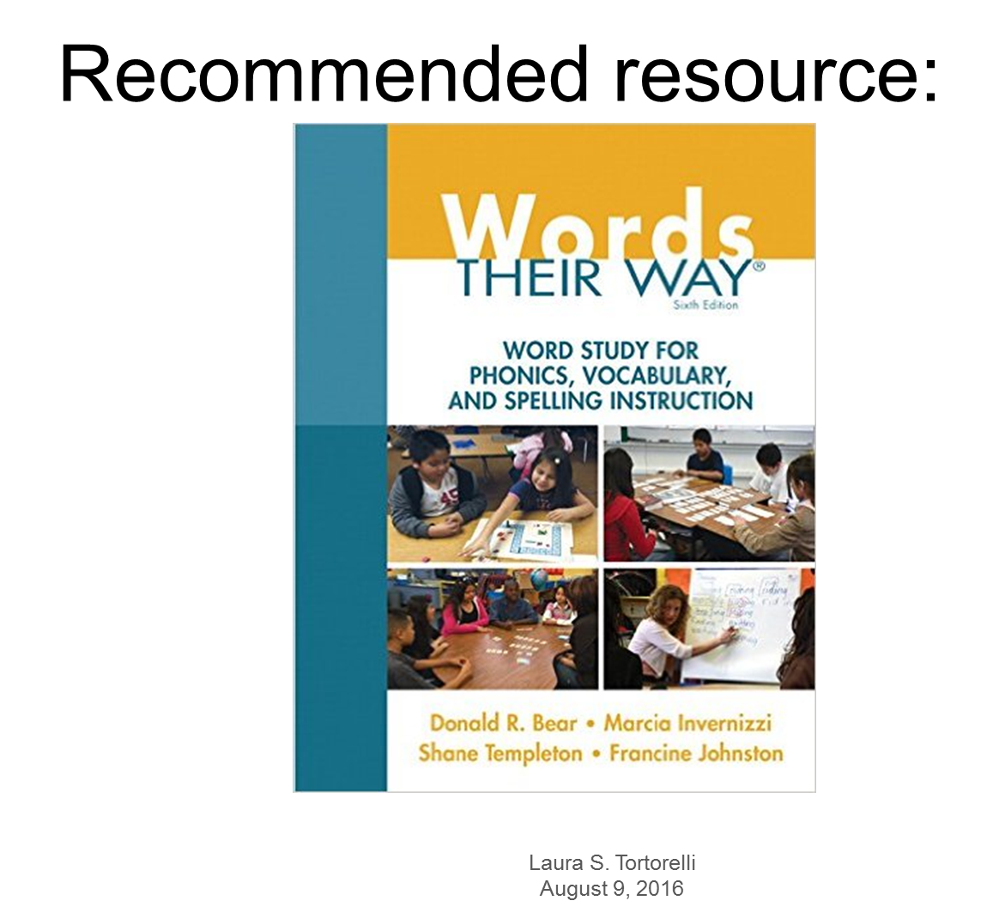 Recommended resource:
Words
THEIR WAY®
Sixth Edition
WORD STUDY FOR
PHONICS, VOCABULARY,
AND SPELLING INSTRUCTION
Donald R. Bear • Marcia Invernizzi
Shane Templeton • Francine Johnston
Laura S. Tortorelli
August 9, 2016